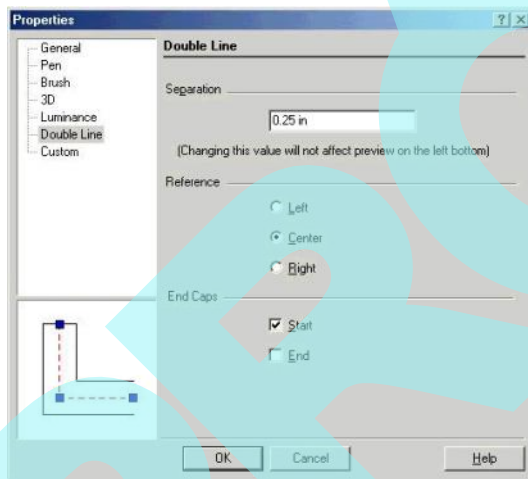 Properties
General
Pen
Brush
3D
Luminance
Double Line
Custom
Double Line
Separation
0.25 in
(Changing this value will not affect preview on the left bottom)
Reference
Left
Center
Right
End Caps
Start
End
OK
Cancel
Help